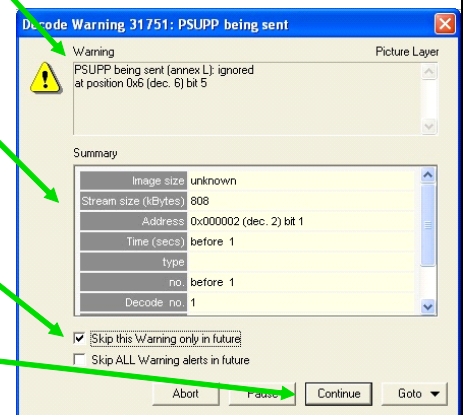 Decode Warning 31751: PSUPP being sent
Warning Picture Layer
PSUPP being sent (annex L): ignored
at position 0x6 (dec. 6) bit 5
Summary
Image size unknown
Stream size (kBytes) 808
Address 0x000002 (dec. 2) bit 1
Time (secs) before 1
type
no. before 1
Decode no. 1
Skip this Warning only in future
Skip ALL Warning alerts in future
Abort Pause Continue Goto